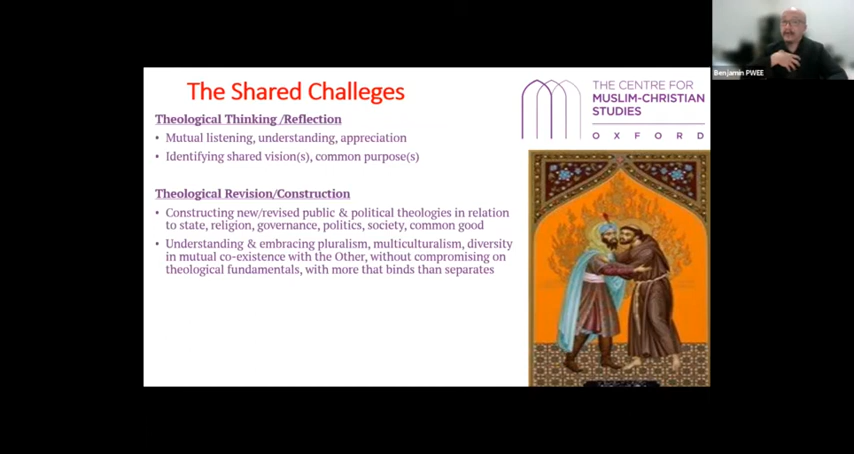 The Shared Challeges
Theological Thinking /Reflection
• Mutual listening, understanding, appreciation
• Identifying shared vision(s), common purpose(s)
Theological Revision/Construction
• Constructing new/revised public & political theologies in relation
to state, religion, governance, politics, society, common good
• Understanding & embracing pluralism, multiculturalism, diversity
in mutual co-existence with the Other, without compromising on
theological fundamentals, with more that binds than separates
THE CENTRE FOR
MUSLIM-CHRISTIAN
STUDIES
OXFORD
Benjamin PWEE